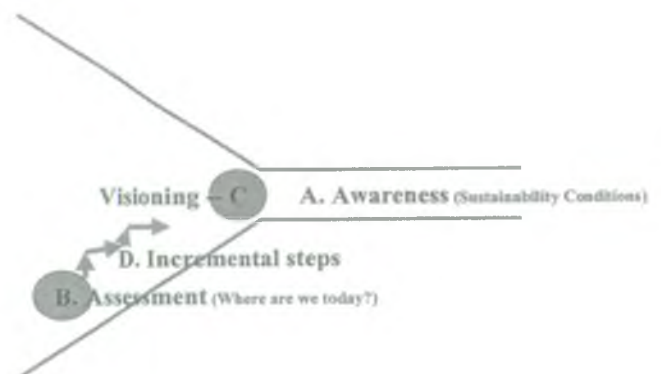 Visioning – C
A. Awareness (Sustainability Conditions)
D. Incremental steps
B. Assessment (Where are we today?)